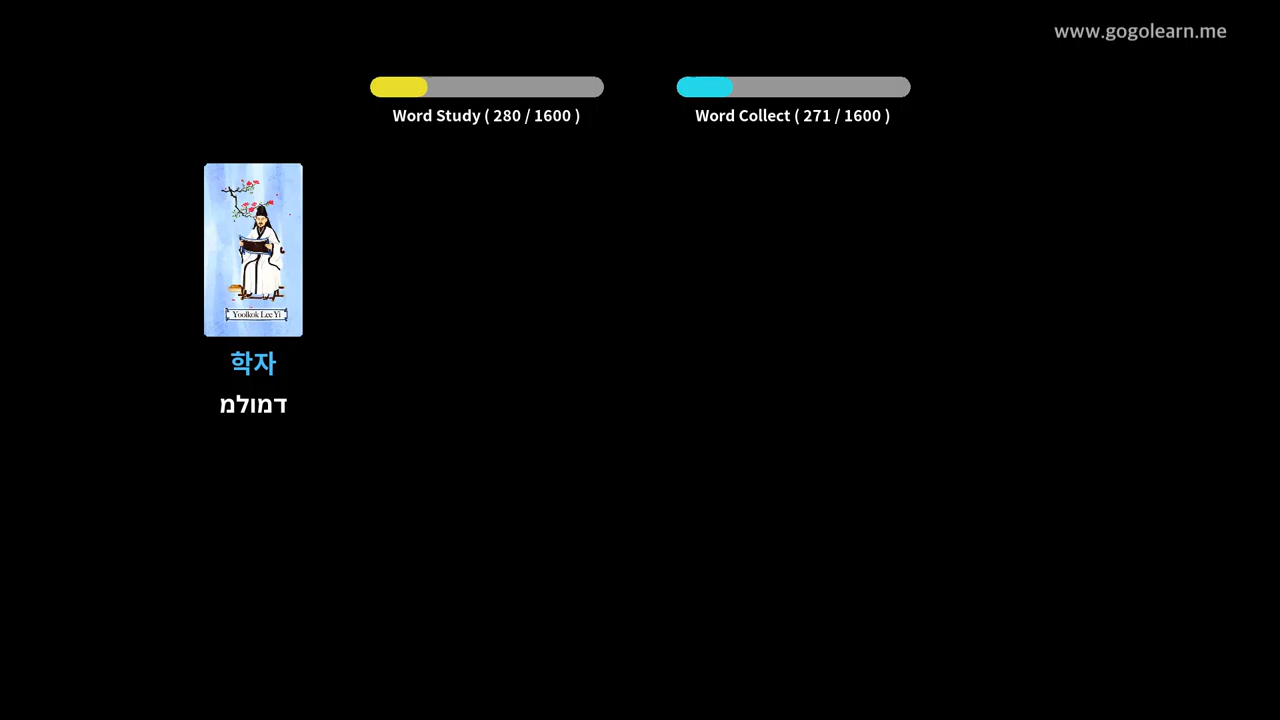 www.gogolearn.me
Word Study ( 280 / 1600 )
Word Collect ( 271 / 1600 )
Yoolkok Lee Yi
학자
דמולמ